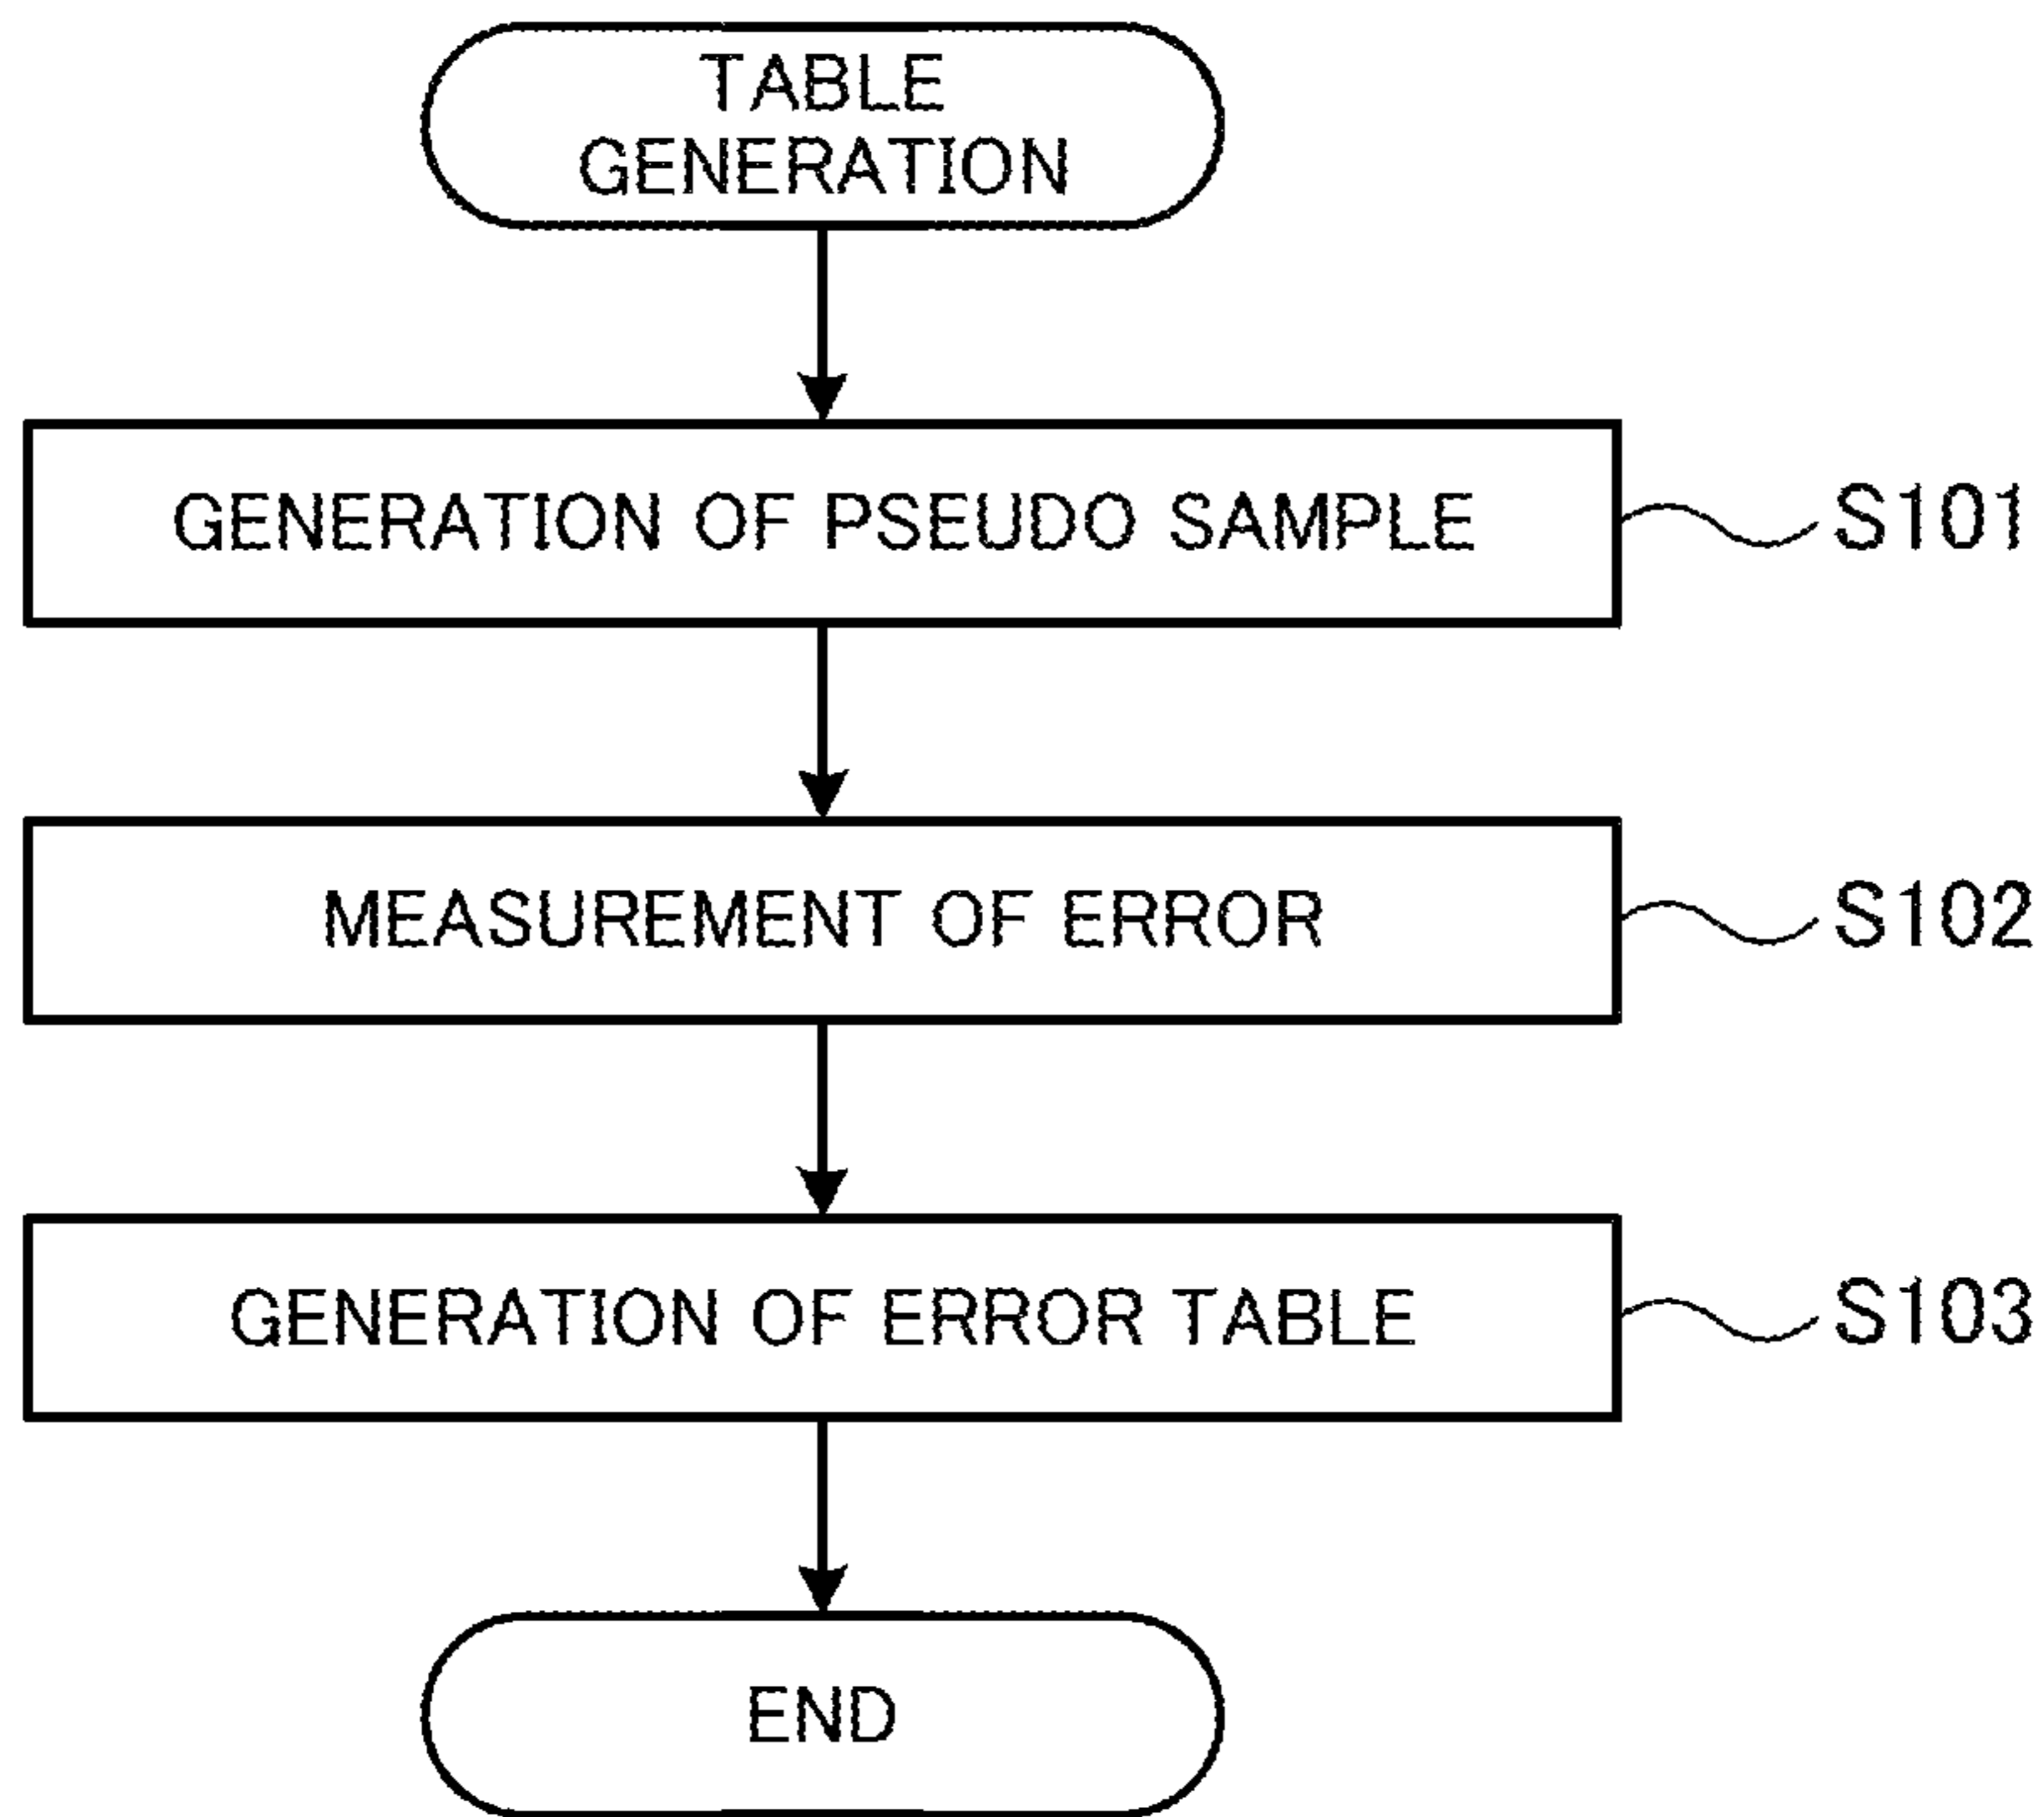 TABLE
GENERATION
GENERATION OF PSEUDO SAMPLE
S101
MEASUREMENT OF ERROR
S102
GENERATION OF ERROR TABLE
S103
END